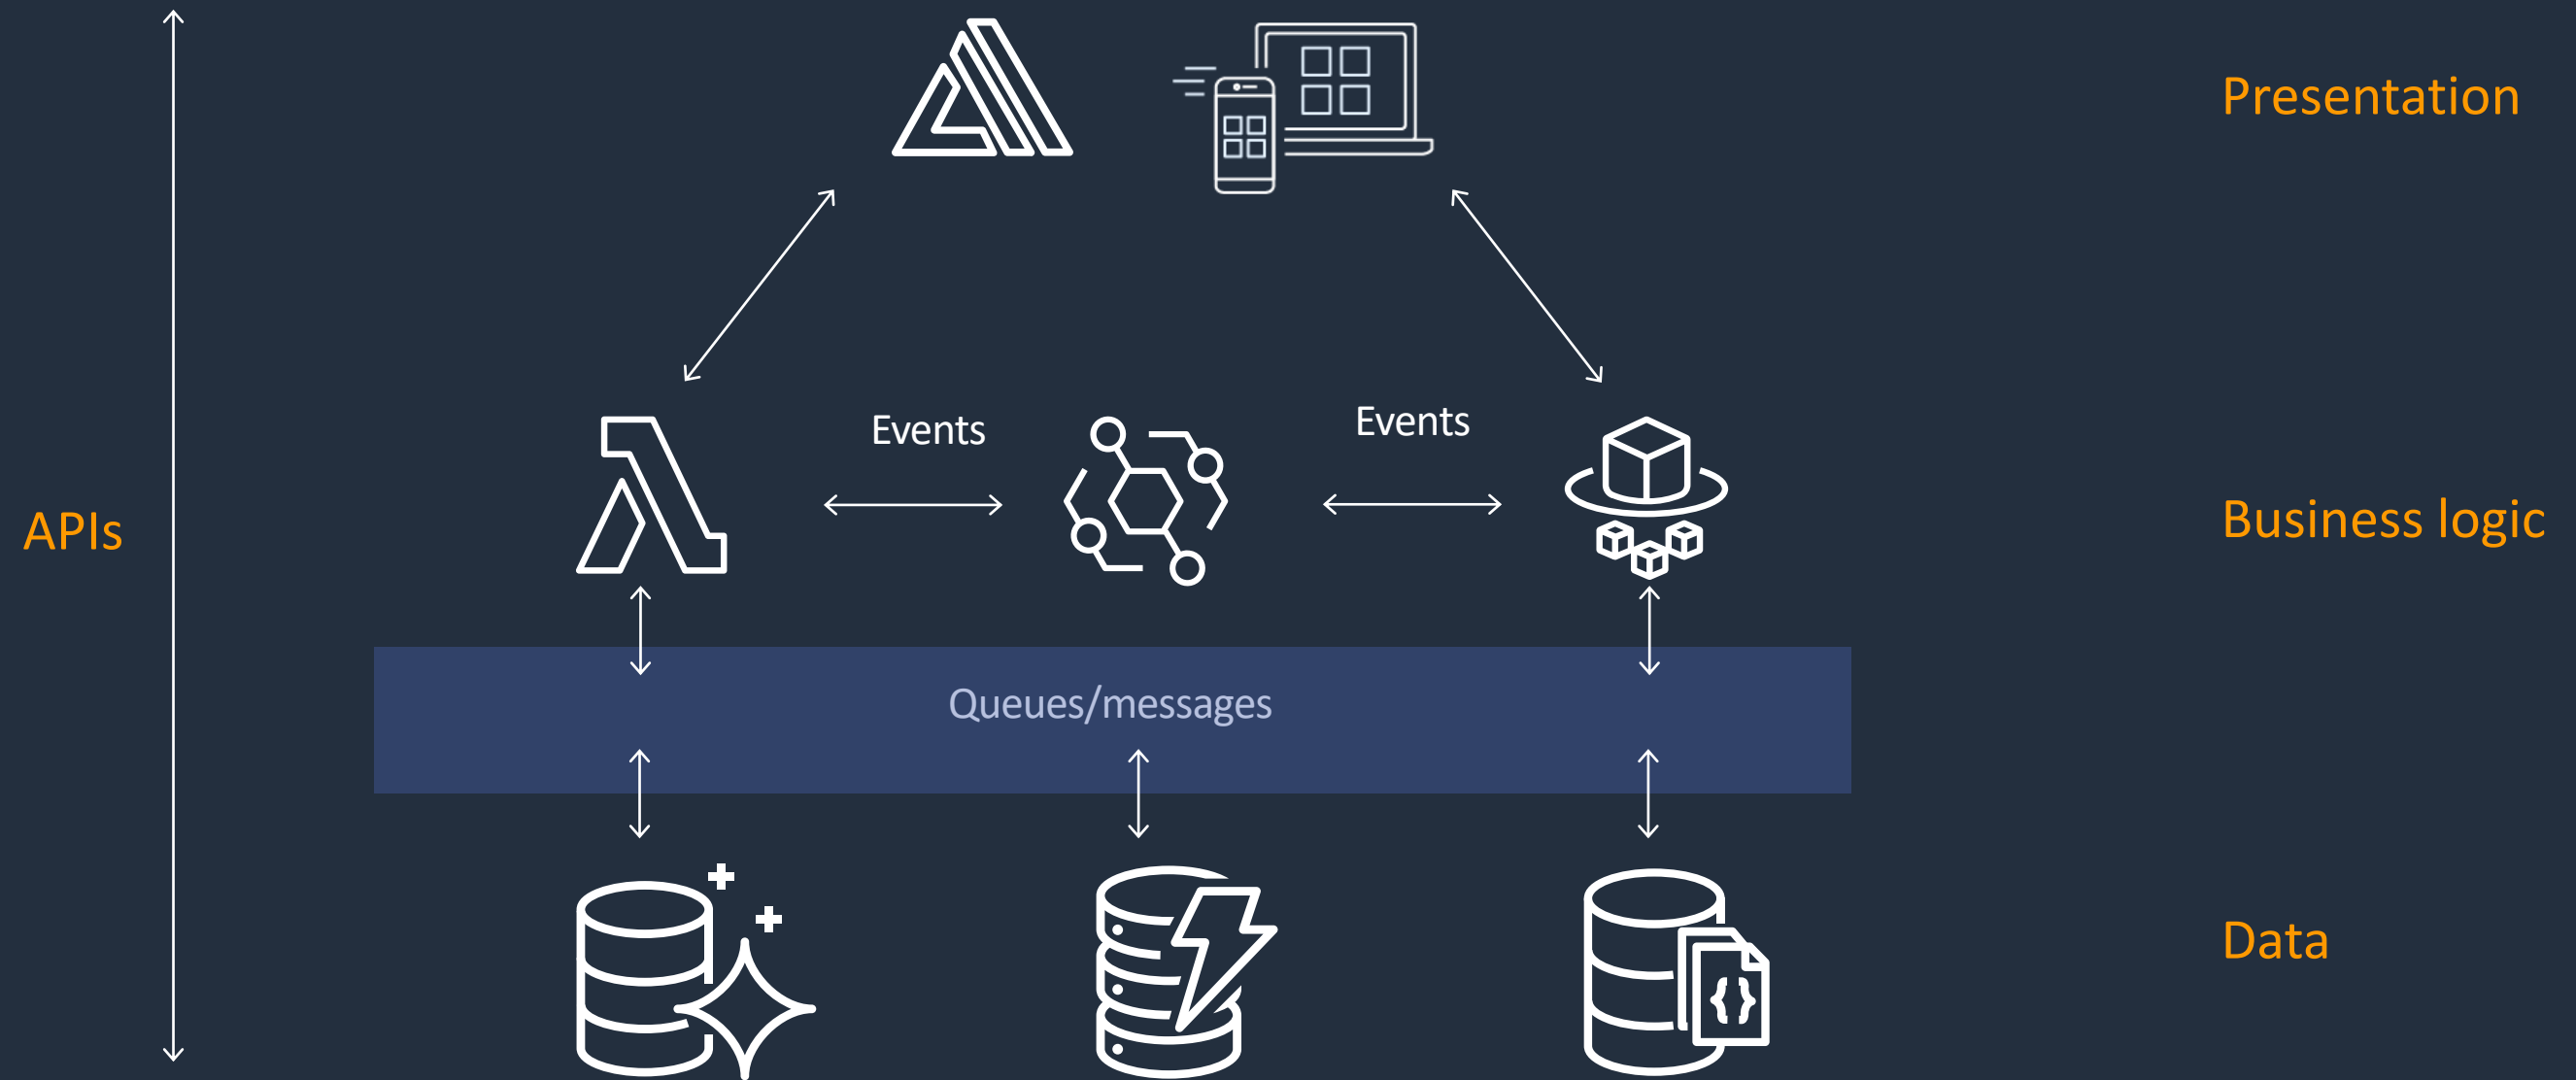 Presentation
Events
Events
APIs
Business logic
Queues/messages
Data
{}